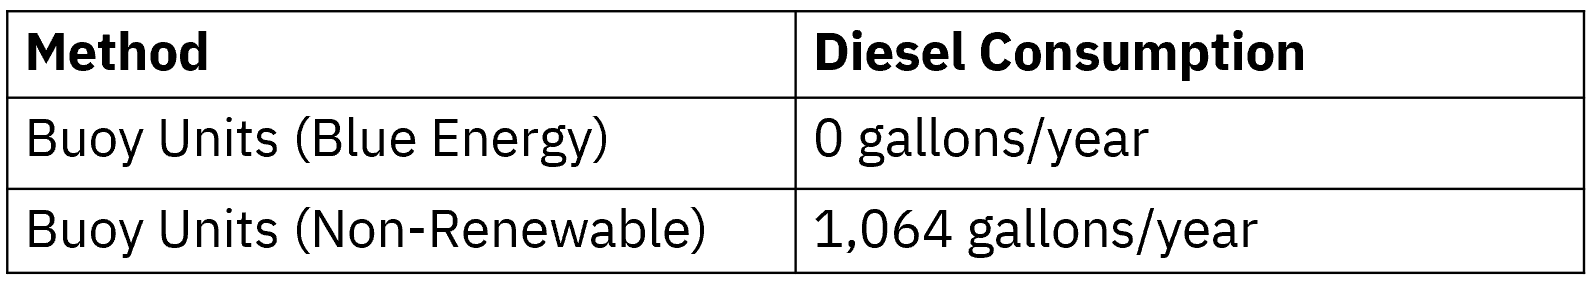 Method Diesel Consumption
Buoy Units (Blue Energy) 0 gallons/year
Buoy Units (Non-Renewable) 1,064 gallons/year